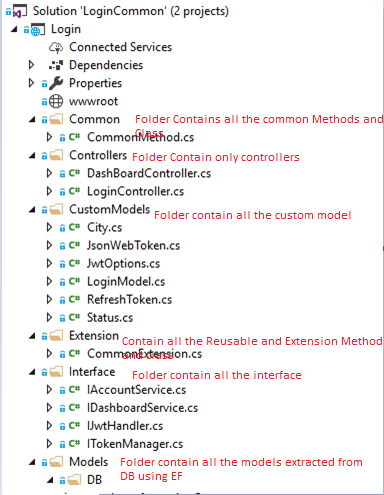 Solution 'LoginCommon' (2 projects)
Login
Connected Services
Dependencies
Properties
wwwroot
Common Folder Contains all the common Methods and
Class
C# CommonMethod.cs
Controllers Folder Contain only controllers
C# DashBoardController.cs
C# LoginController.cs
CustomModels Folder contain all the custom model
C# City.cs
C# JsonWebToken.cs
C# JwtOptions.cs
C# LoginModel.cs
C# RefreshToken.cs
C# Status.cs
Extension Contain all the Reusable and Extension Method
and class
C# CommonExtension.cs
Interface Folder contain all the interface
C# IAccountService.cs
C# IDashboardService.cs
C# IJwtHandler.cs
C# ITokenManager.cs
Models Folder contain all the models extracted from
DB using EF
DB